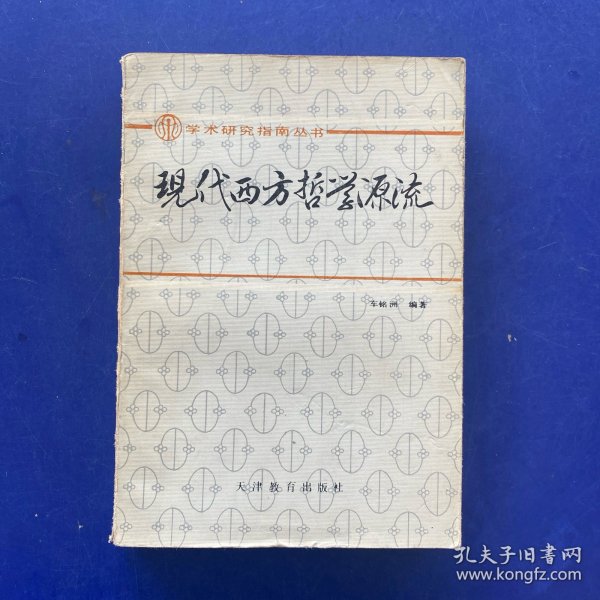 学术研究指南丛书
现代西方哲学源流
车铭洲 编著
天津教育出版社
孔夫子旧书网
www.kongfz.com